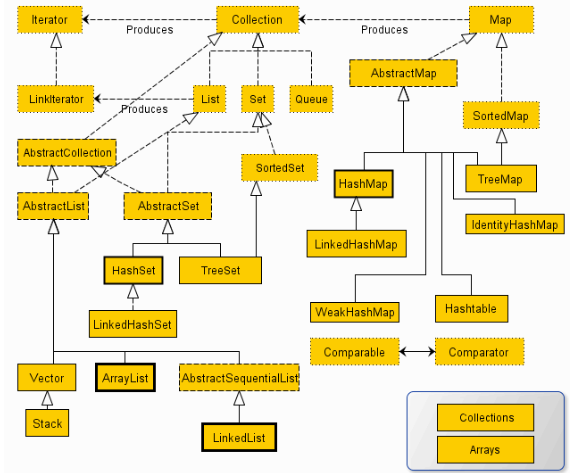 Iterator
Collection
Map
Produces
Produces
AbstractMap
LinkIterator
Produces
List
Set
Queue
SortedMap
AbstractCollection
SortedSet
HashMap
TreeMap
AbstractList
AbstractSet
IdentityHashMap
LinkedHashMap
HashSet
TreeSet
WeakHashMap
Hashtable
LinkedHashSet
Comparable
Comparator
Vector
ArrayList
AbstractSequentialList
Collections
Stack
LinkedList
Arrays